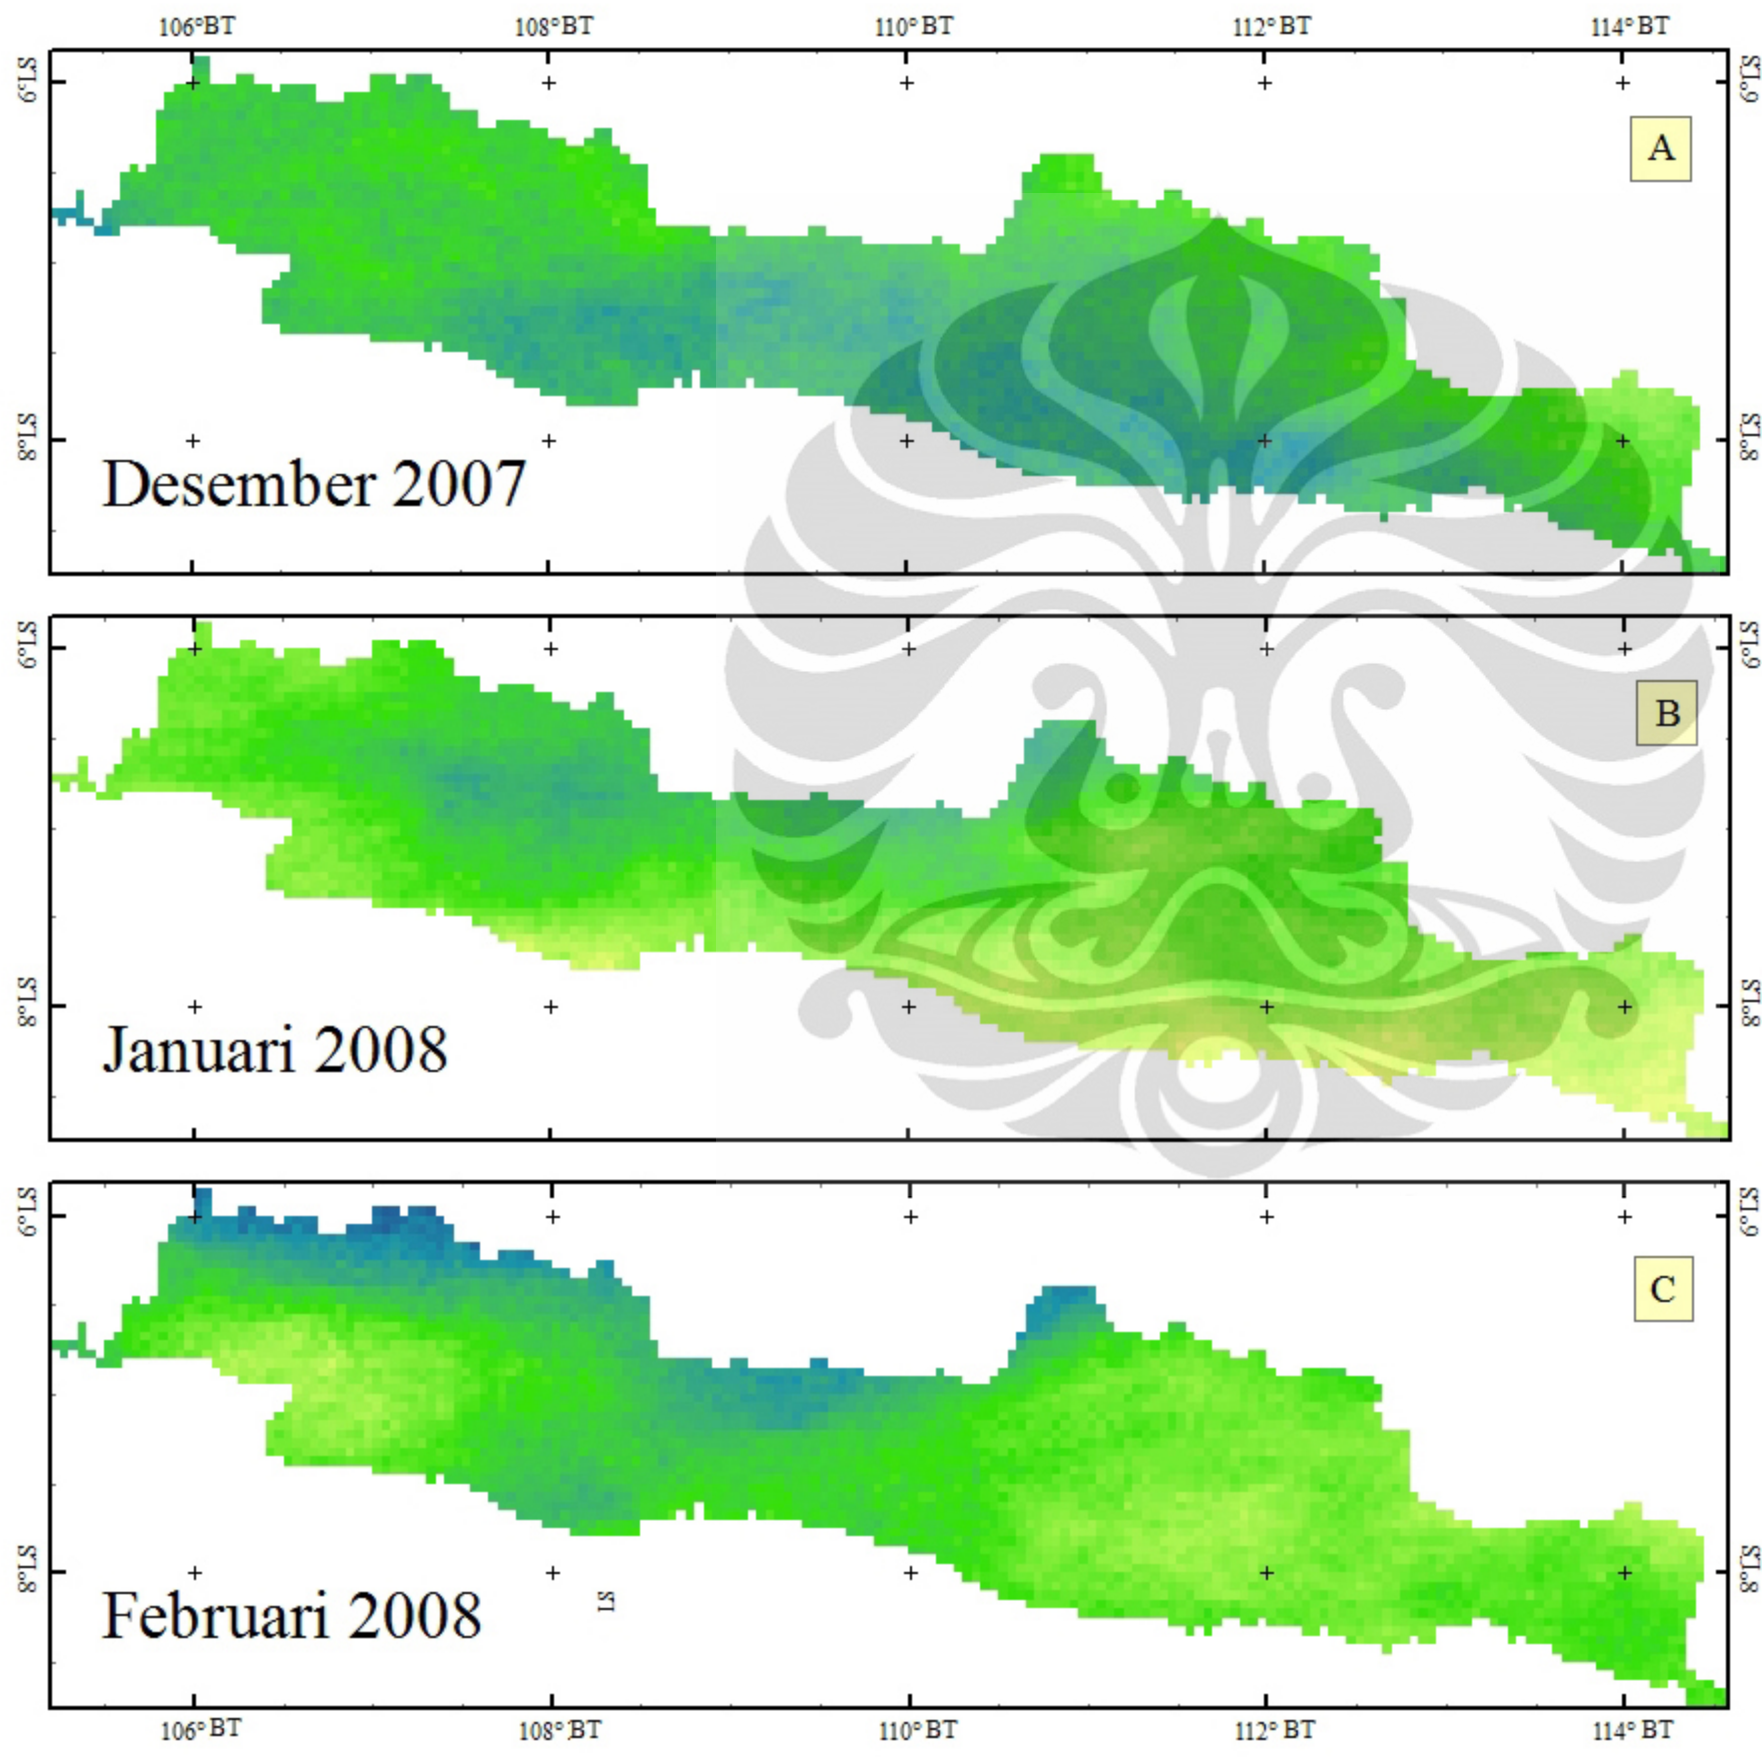 106°BT 108°BT 110°BT 112°BT 114°BT
6°LS 6°LS
A
8°LS 8°LS
Desember 2007
6°LS 6°LS
B
8°LS 8°LS
Januari 2008
6°LS 6°LS
C
8°LS 8°LS
Februari 2008 LS
106°BT 108°.BT 110°BT 112°BT 114°BT